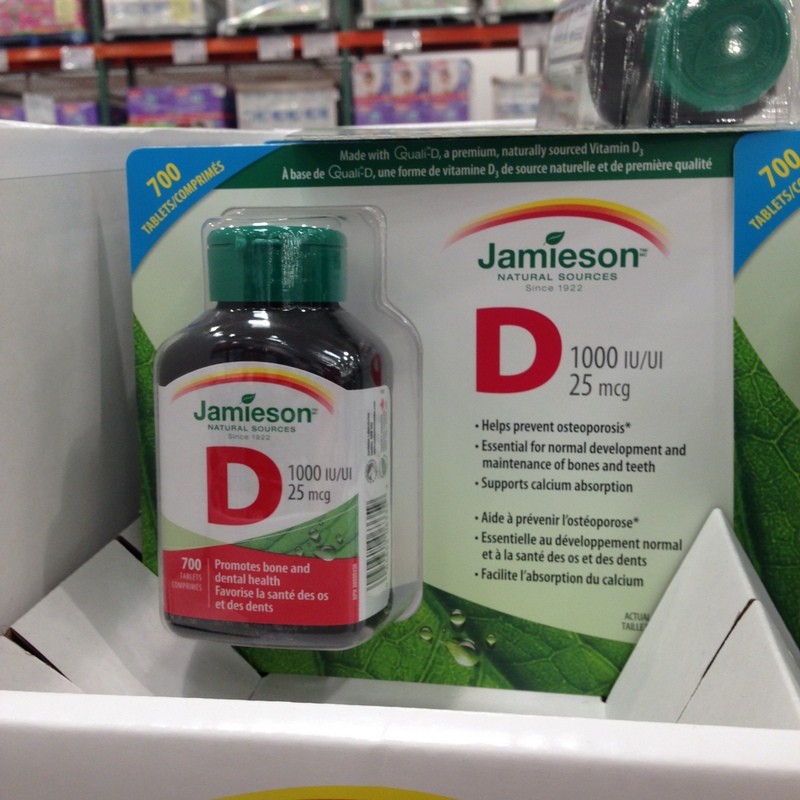 700
TABLETS/COMPRIMÉS
Made with Quali-D, a premium, naturally sourced Vitamin D3
À base de Quali-D, une forme de vitamine D3 de source naturelle et de première qualité
Jamieson
NATURAL SOURCES
Since 1922
D 1000 IU/UI
25 mcg
• Helps prevent osteoporosis*
• Essential for normal development and
maintenance of bones and teeth
• Supports calcium absorption
• Aide à prévenir l'ostéoporose*
• Essentielle au développement normal
et à la santé des os et des dents
• Facilite l'absorption du calcium
ACTUAL
TAILLE
Jamieson
NATURAL SOURCES
Since 1922
D 1000 IU/UI
25 mcg
700
TABLETS
COMPRIMÉS
Promotes bone and
dental health
Favorise la santé des os
et des dents
700
TABLETS/C